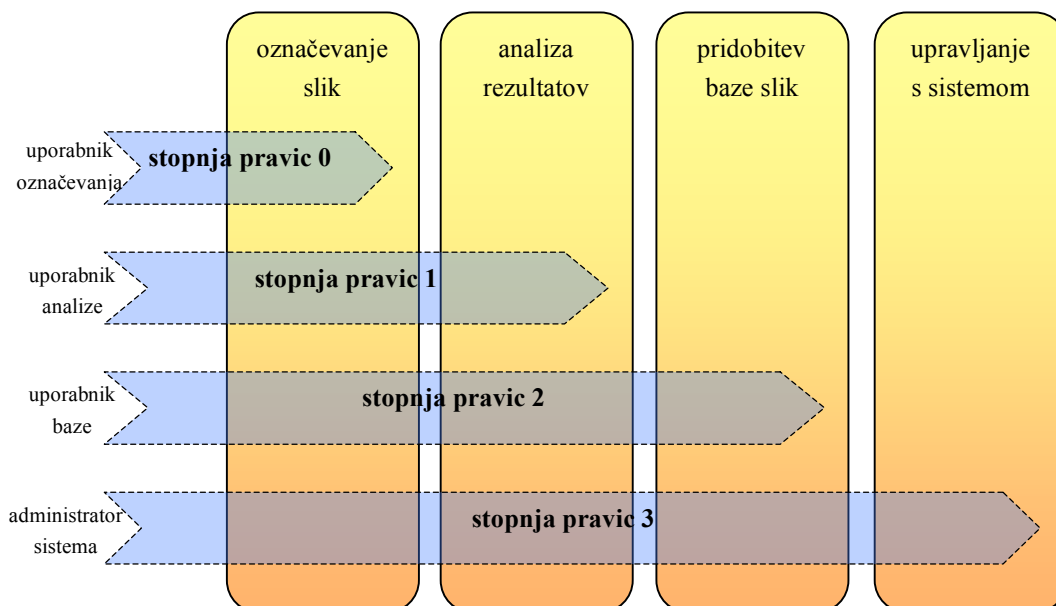 označevanje
slik
analiza
rezultatov
pridobitev
baze slik
upravljanje
s sistemom
uporabnik
označevanja
stopnja pravic 0
uporabnik
analize
stopnja pravic 1
uporabnik
baze
stopnja pravic 2
administrator
sistema
stopnja pravic 3